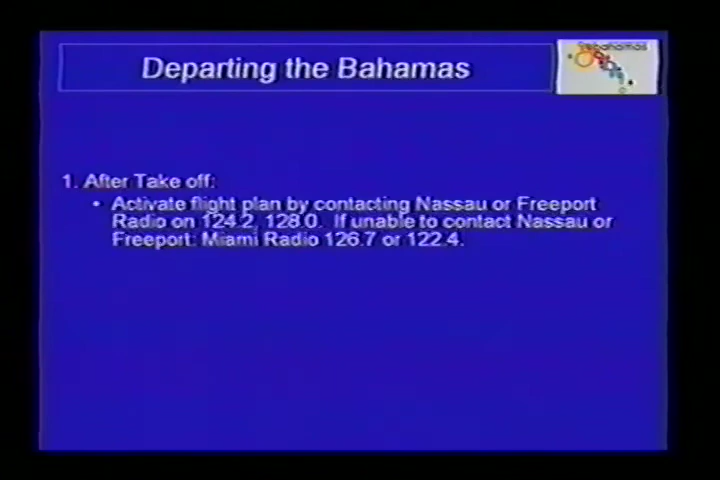 Departing the Bahamas
1. After Take off:
• Activate flight plan by contacting Nassau or Freeport
Radio on 124.2, 128.0. If unable to contact Nassau or
Freeport: Miami Radio 126.7 or 122.4.